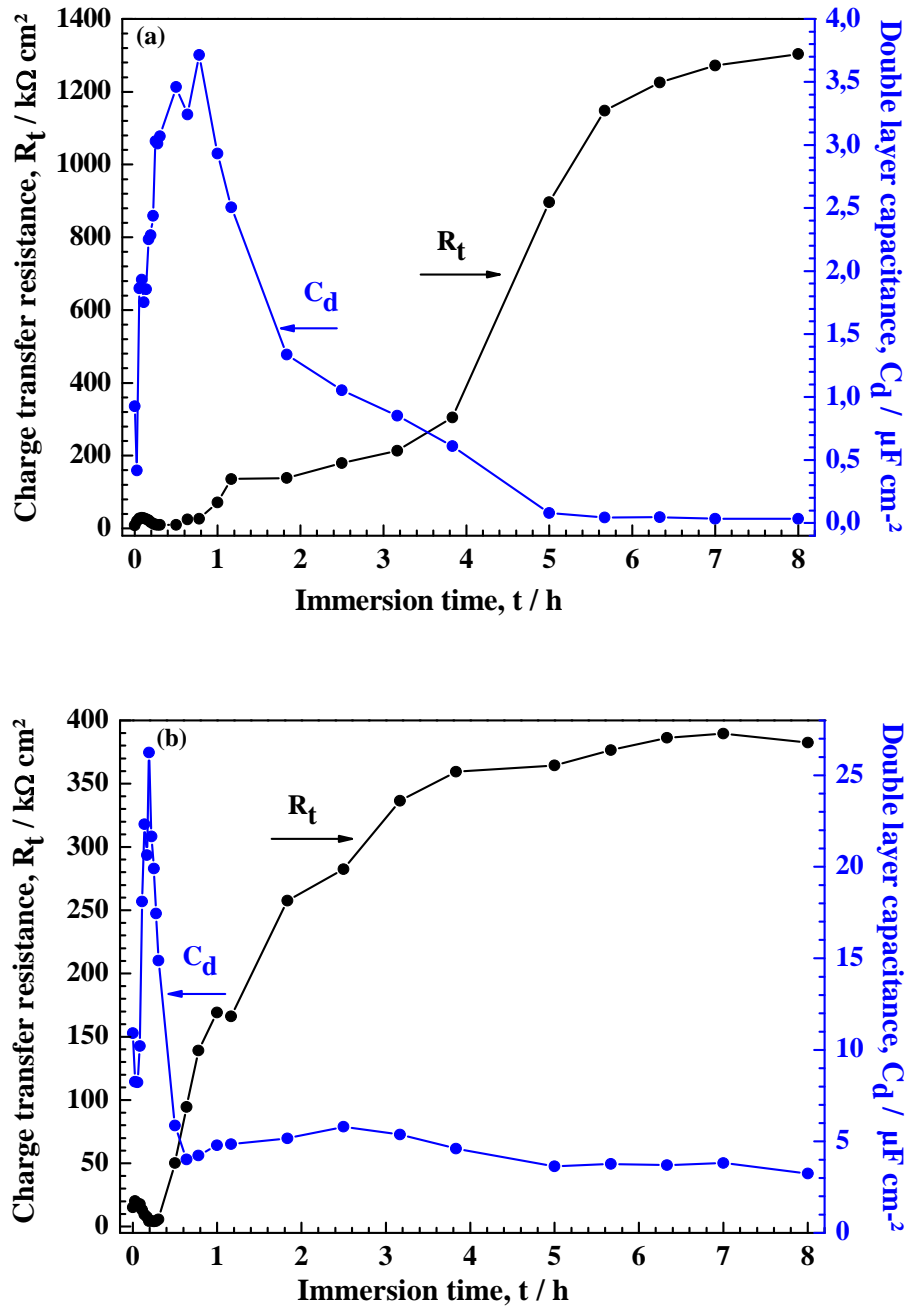 (a)
Charge transfer resistance, Rt / kΩ cm²
1400
1200
1000
800
600
400
200
0
Rt
Cd
4,0
3,5
3,0
2,5
2,0
1,5
1,0
0,5
0,0
Double layer capacitance, Cd / µF cm-²
0 1 2 3 4 5 6 7 8
Immersion time, t / h
(b)
Charge transfer resistance, Rt / kΩ cm²
400
350
300
250
200
150
100
50
0
Rt
Cd
25
20
15
10
5
0
Double layer capacitance, Cd / µF cm-²
0 1 2 3 4 5 6 7 8
Immersion time, t / h